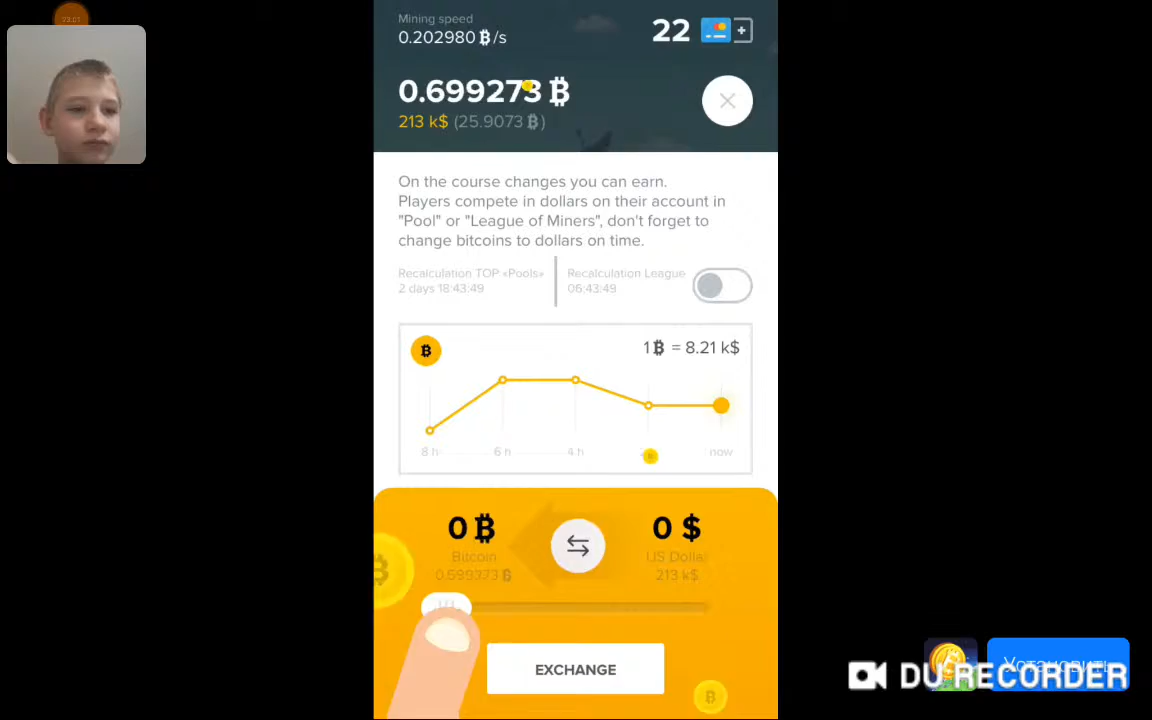 Mining speed
0.202980 ₿/s
22
0.699273 ₿
213 k$ (25.9073 ₿)
On the course changes you can earn.
Players compete in dollars on their account in
"Pool" or "League of Miners", don't forget to
change bitcoins to dollars on time.
Recalculation TOP «Pools»
2 days 18:43:49
Recalculation League
06:43:49
1 ₿ = 8.21 k$
8 h
6 h
4 h
now
0 ₿
0 $
Bitcoin
US Dollar
213 k$
EXCHANGE
Установить
DU RECORDER